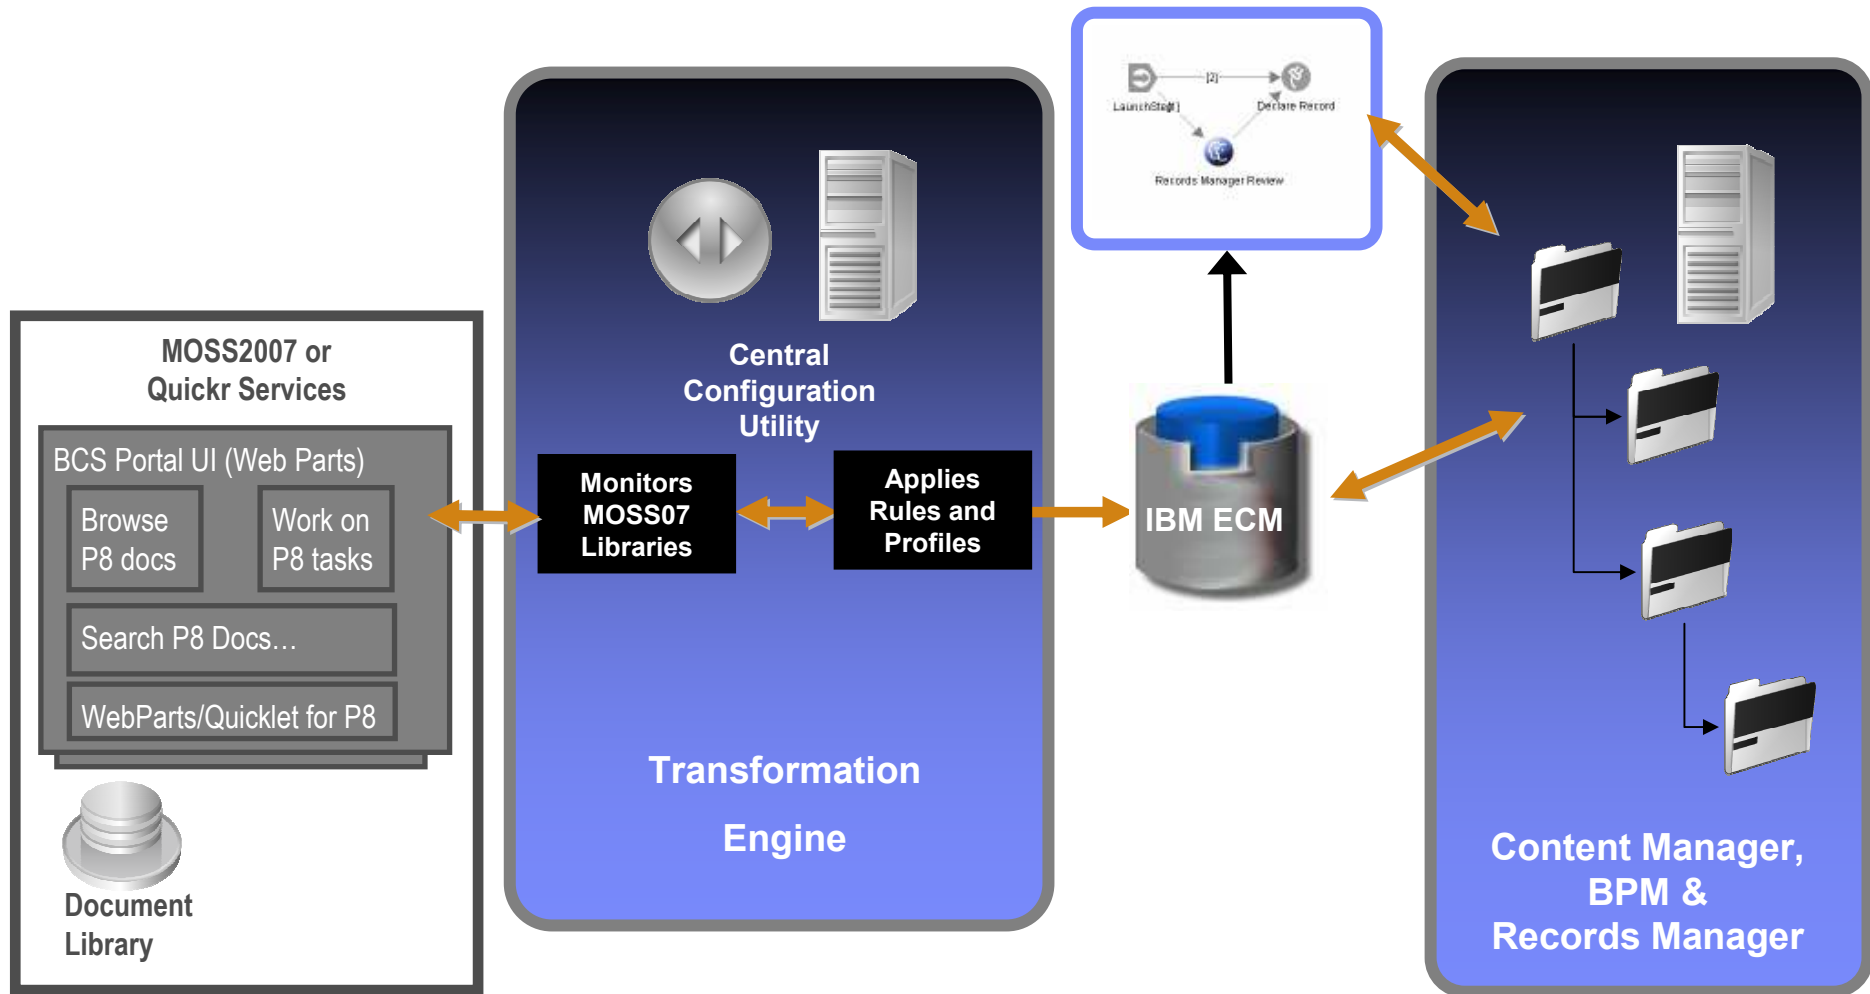 MOSS2007 or
Quickr Services
BCS Portal UI (Web Parts)
Browse
P8 docs
Work on
P8 tasks
Search P8 Docs…
WebParts/Quicklet for P8
Document
Library
Central
Configuration
Utility
Monitors
MOSS07
Libraries
Applies
Rules and
Profiles
Transformation
Engine
IBM ECM
[2]
LaunchStep
Declare Record
Records Manager Review
Content Manager,
BPM &
Records Manager